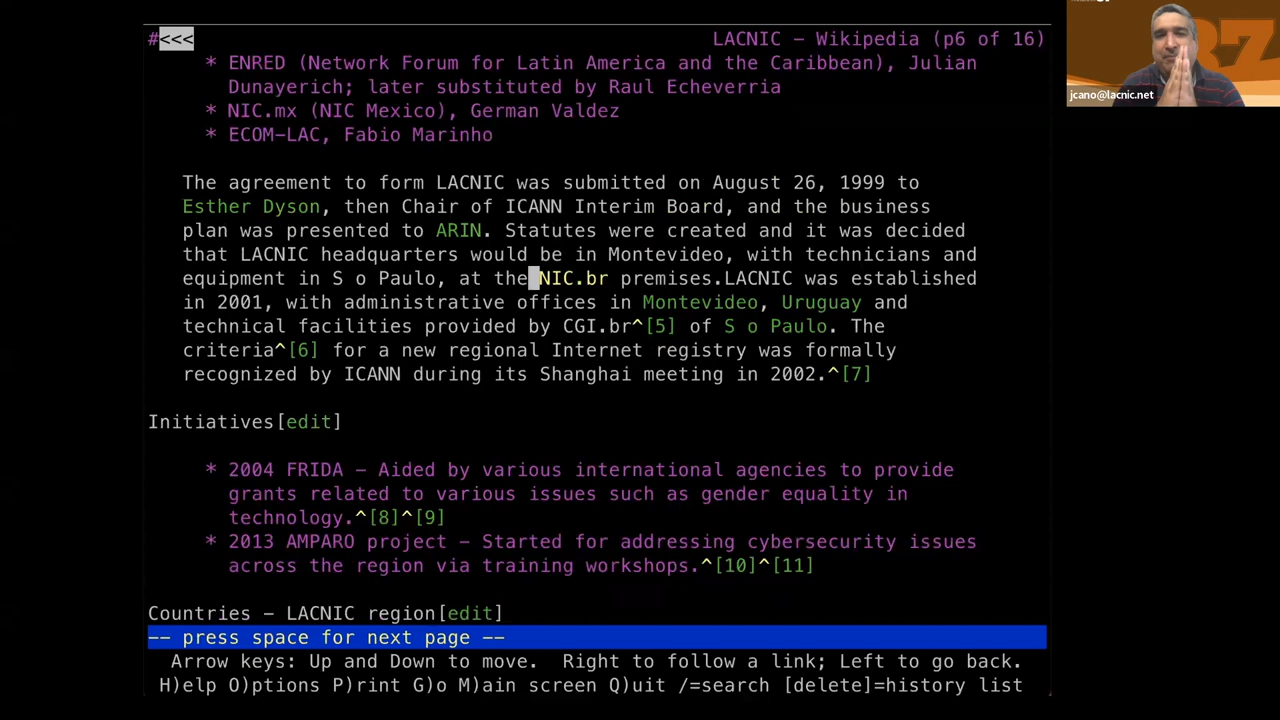 #<<< LACNIC - Wikipedia (p6 of 16)
* ENRED (Network Forum for Latin America and the Caribbean), Julian
Dunayerich; later substituted by Raul Echeverria
* NIC.mx (NIC Mexico), German Valdez
* ECOM-LAC, Fabio Marinho
The agreement to form LACNIC was submitted on August 26, 1999 to
Esther Dyson, then Chair of ICANN Interim Board, and the business
plan was presented to ARIN. Statutes were created and it was decided
that LACNIC headquarters would be in Montevideo, with technicians and
equipment in S o Paulo, at the NIC.br premises.LACNIC was established
in 2001, with administrative offices in Montevideo, Uruguay and
technical facilities provided by CGI.br^[5] of S o Paulo. The
criteria^[6] for a new regional Internet registry was formally
recognized by ICANN during its Shanghai meeting in 2002.^[7]
Initiatives[edit]
* 2004 FRIDA - Aided by various international agencies to provide
grants related to various issues such as gender equality in
technology.^[8]^[9]
* 2013 AMPARO project - Started for addressing cybersecurity issues
across the region via training workshops.^[10]^[11]
Countries - LACNIC region[edit]
-- press space for next page --
Arrow keys: Up and Down to move. Right to follow a link; Left to go back.
H)elp O)ptions P)rint G)o M)ain screen Q)uit /=search [delete]=history list
37
jcano@lacnic.net